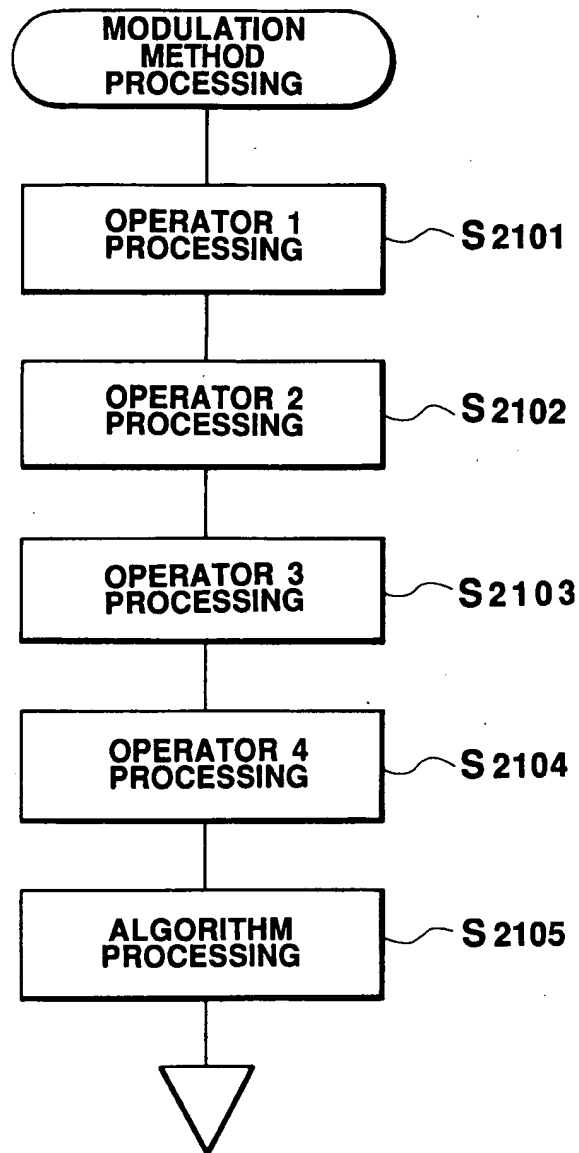 MODULATION
METHOD
PROCESSING
OPERATOR 1
PROCESSING
S2101
OPERATOR 2
PROCESSING
S2102
OPERATOR 3
PROCESSING
S2103
OPERATOR 4
PROCESSING
S2104
ALGORITHM
PROCESSING
S2105